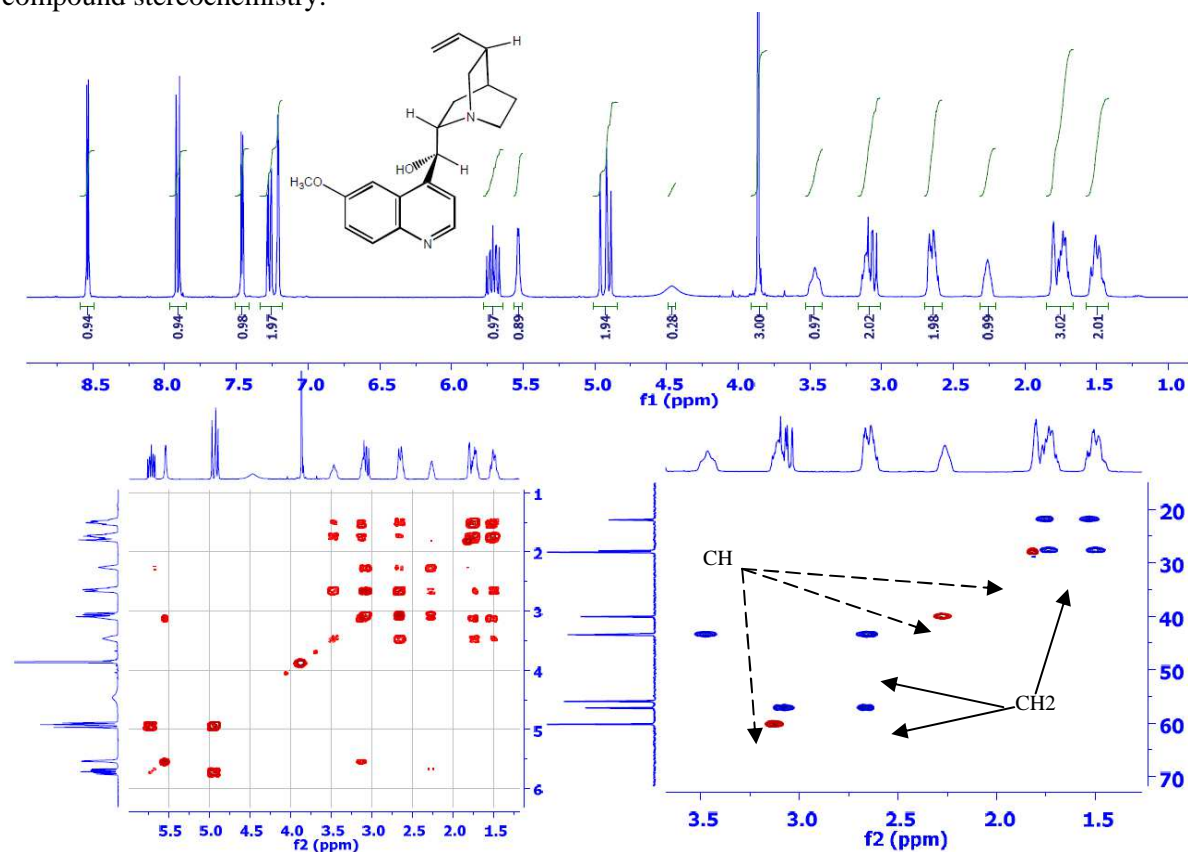 compound stereochemistry.
H
H
N
HO
H
H₃CO
N
0.94
0.94
0.98
1.97
0.97
0.89
1.94
0.28
3.00
0.97
2.02
1.98
0.99
3.02
2.01
8.5 8.0 7.5 7.0 6.5 6.0 5.5 5.0 4.5 4.0 3.5 3.0 2.5 2.0 1.5 1.0
f1 (ppm)
1
2
3
4
5
6
5.5 5.0 4.5 4.0 3.5 3.0 2.5 2.0 1.5
f2 (ppm)
CH
CH2
20
30
40
50
60
70
3.5 3.0 2.5 2.0 1.5
f2 (ppm)